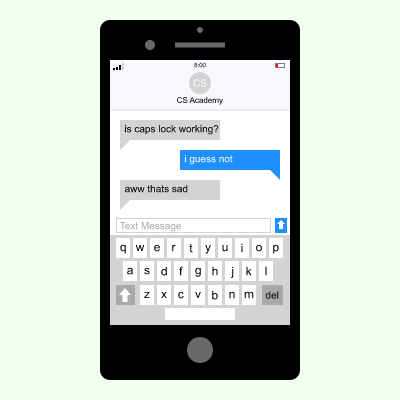 8:00
CS
CS Academy
is caps lock working?
i guess not
aww thats sad
Text Message
q w e r t y u i o p
a s d f g h j k l
z x c v b n m del